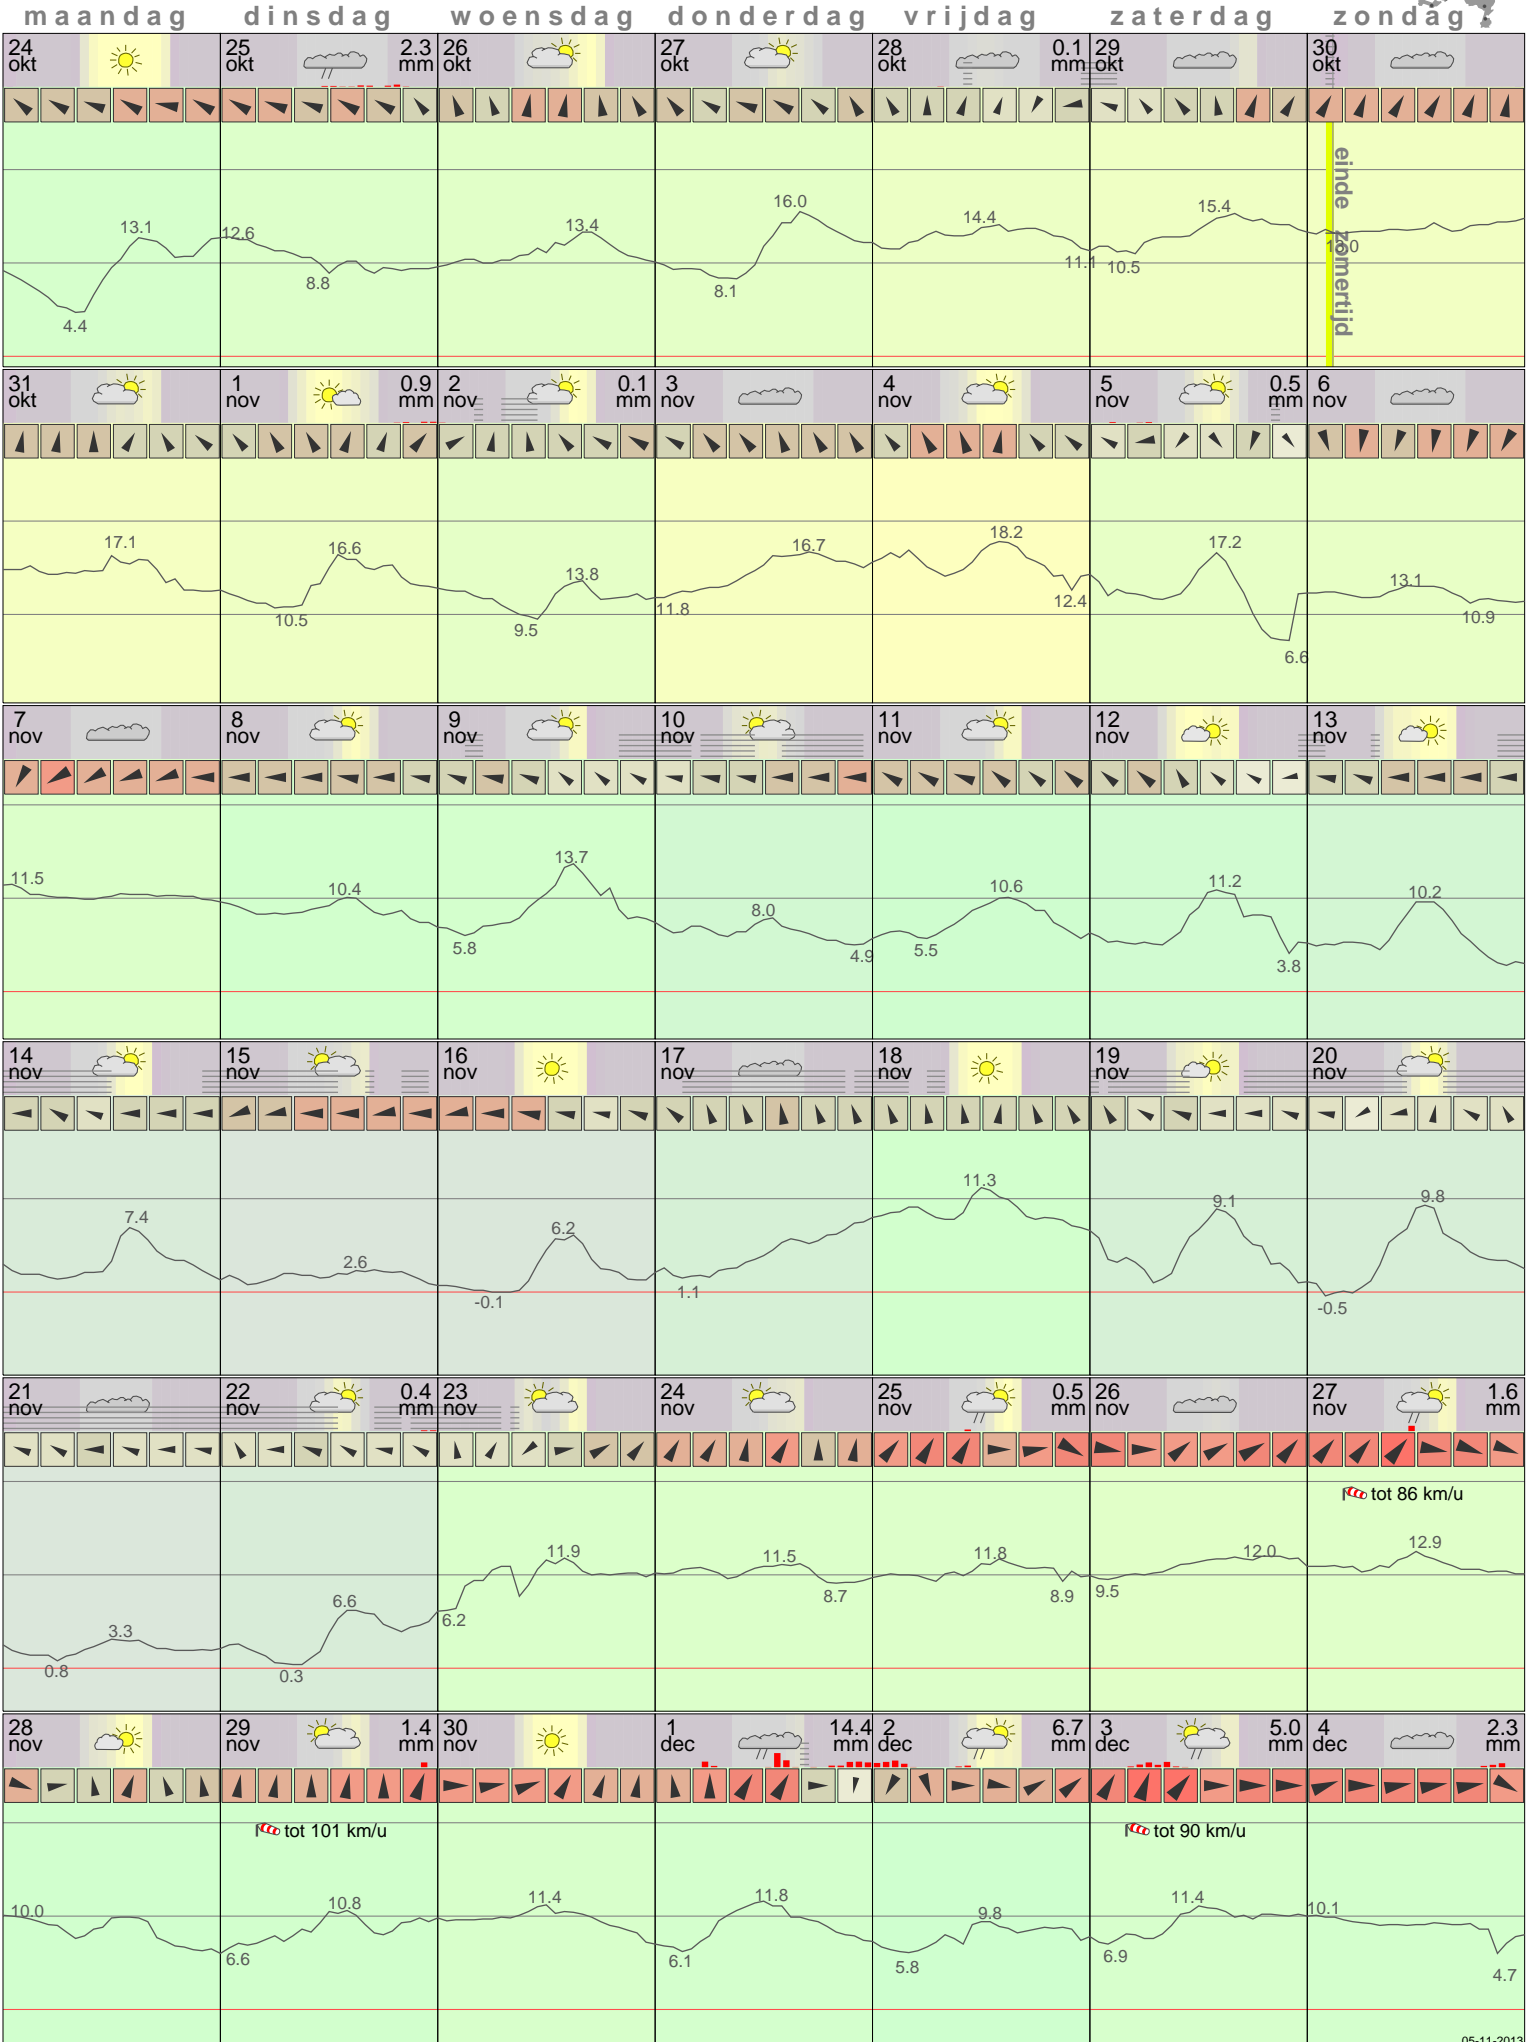 maandag dinsdag woensdag donderdag vrijdag zaterdag zondag
24 okt 25 okt 2.3 mm 26 okt 27 okt 28 okt 0.1 mm 29 okt 30 okt
13.1 4.4 12.6 8.8 13.4 8.1 16.0 14.4 11.1 10.5 15.4 13.0
einde zomertijd
31 okt 1 nov 0.9 mm 2 nov 0.1 mm 3 nov 4 nov 5 nov 0.5 mm 6 nov
17.1 10.5 16.6 9.5 13.8 11.8 16.7 18.2 12.4 17.2 6.6 13.1 10.9
7 nov 8 nov 9 nov 10 nov 11 nov 12 nov 13 nov
11.5 10.4 5.8 13.7 8.0 4.9 5.5 10.6 11.2 3.8 10.2
14 nov 15 nov 16 nov 17 nov 18 nov 19 nov 20 nov
7.4 2.6 -0.1 6.2 1.1 11.3 9.1 -0.5 9.8
21 nov 22 nov 0.4 mm 23 nov 24 nov 25 nov 0.5 mm 26 nov 27 nov 1.6 mm
tot 86 km/u
0.8 3.3 0.3 6.6 6.2 11.9 11.5 8.7 11.8 8.9 9.5 12.0 12.9
28 nov 29 nov 1.4 mm 30 nov 1 dec 14.4 mm 2 dec 6.7 mm 3 dec 5.0 mm 4 dec 2.3 mm
tot 101 km/u tot 90 km/u
10.0 6.6 10.8 11.4 6.1 11.8 5.8 9.8 6.9 11.4 10.1 4.7
05-11-2013